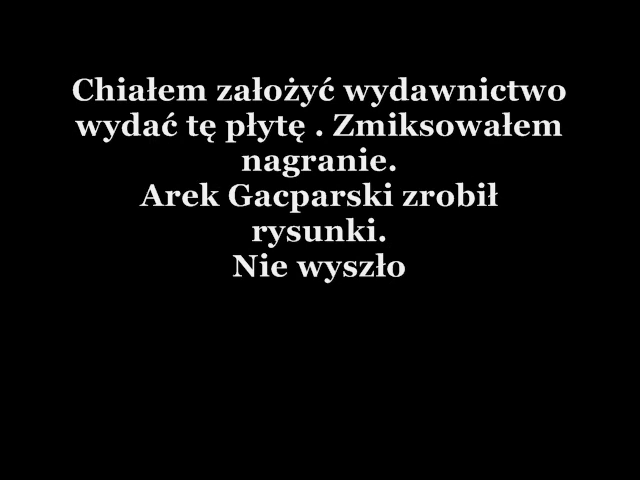 Chiałem założyć wydawnictwo
wydać tę płytę . Zmiksowałem
nagranie.
Arek Gacparski zrobił
rysunki.
Nie wyszło